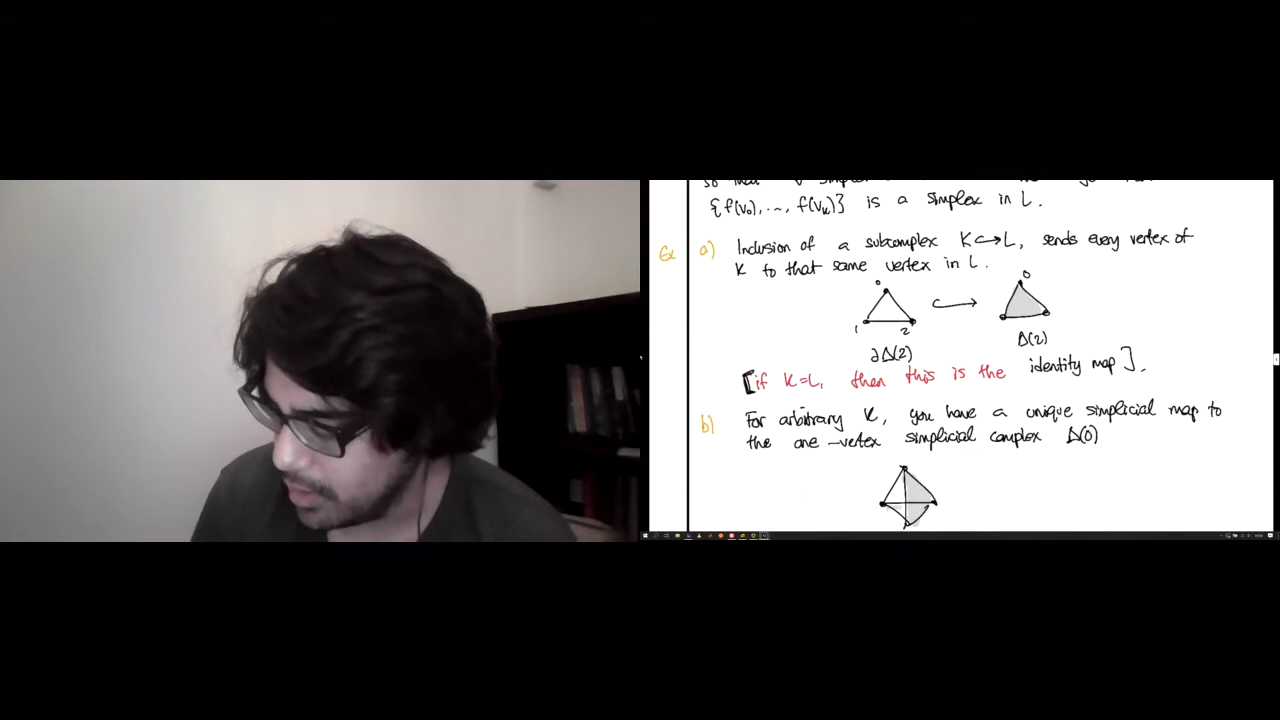 so that
{f(v₀), ..., f(vₖ)} is a simplex in L.
Ex a) Inclusion of a subcomplex K↪L, sends every vertex of
K to that same vertex in L.
0 ↪ 0
1 2
Δ(2)
∂Δ(2)
[if K=L, then this is the identity map].
b) For arbitrary K, you have a unique simplicial map to
the one-vertex simplicial complex Δ(0)